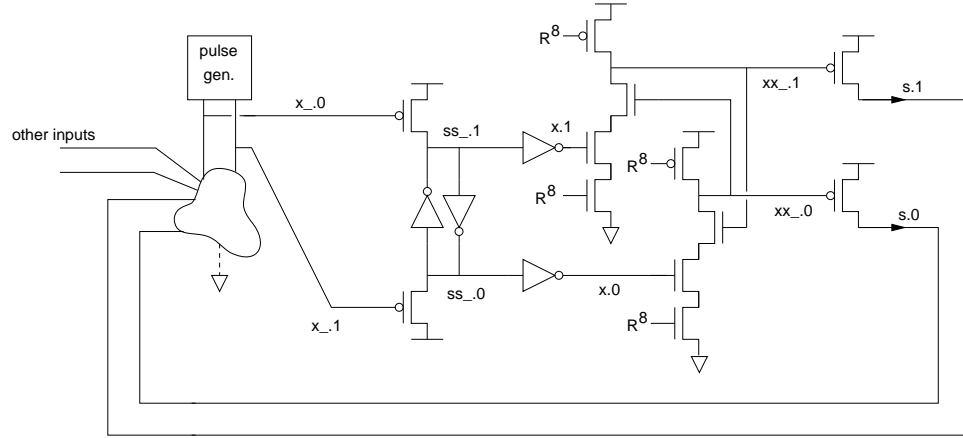 R8
pulse
gen.
x_.0
xx_.1
s.1
other inputs
ss_.1
x.1
R8
R8
xx_.0
s.0
ss_.0
x.0
x_.1
R8